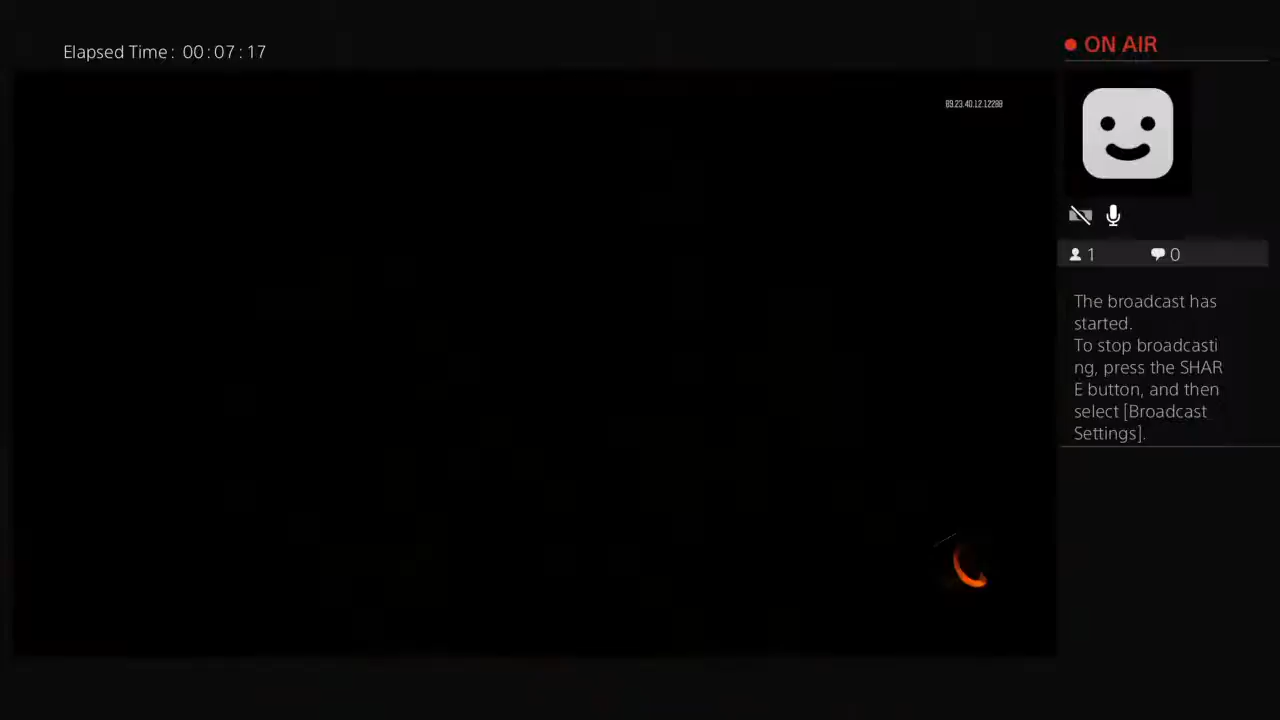 Elapsed Time: 00:07:17
ON AIR
1
0
The broadcast has
started.
To stop broadcasti
ng, press the SHAR
E button, and then
select [Broadcast
Settings].